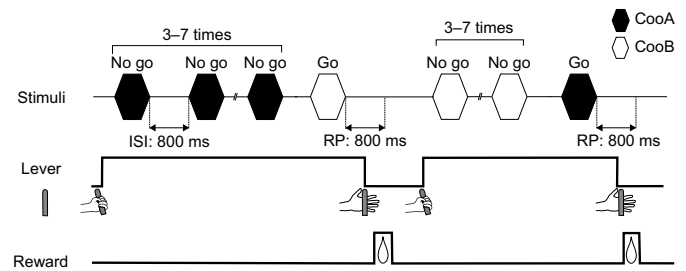 3–7 times
3–7 times
CooA
CooB
No go No go No go Go No go No go Go
Stimuli
ISI: 800 ms RP: 800 ms RP: 800 ms
Lever
Reward